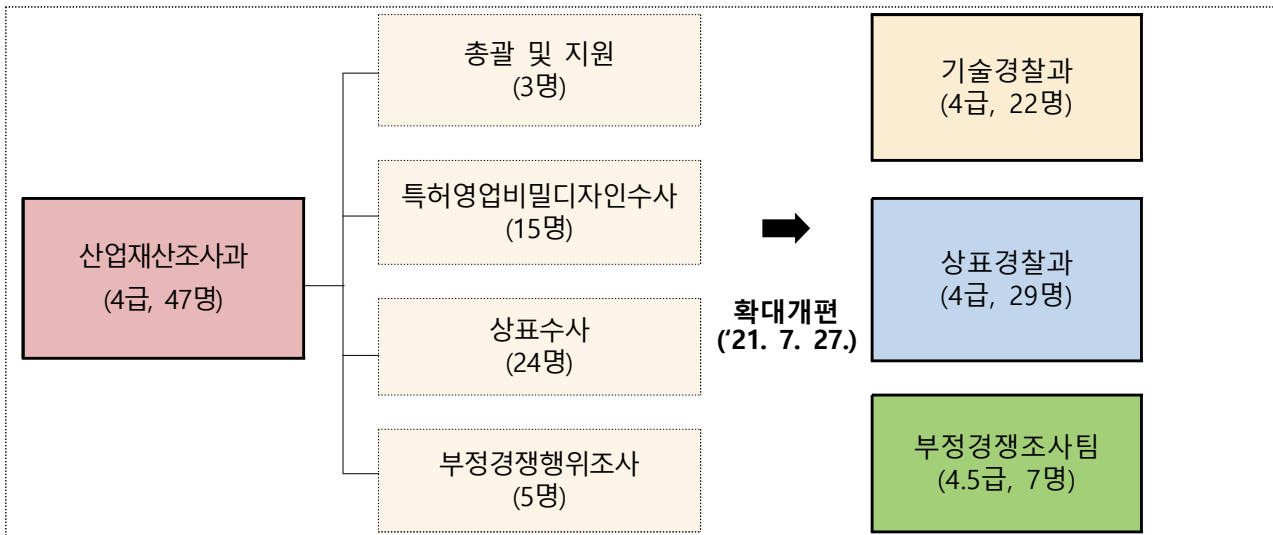 산업재산조사과
(4급, 47명)
총괄 및 지원
(3명)
특허영업비밀디자인수사
(15명)
상표수사
(24명)
부정경쟁행위조사
(5명)
확대개편
(‘21. 7. 27.)
기술경찰과
(4급, 22명)
상표경찰과
(4급, 29명)
부정경쟁조사팀
(4.5급, 7명)